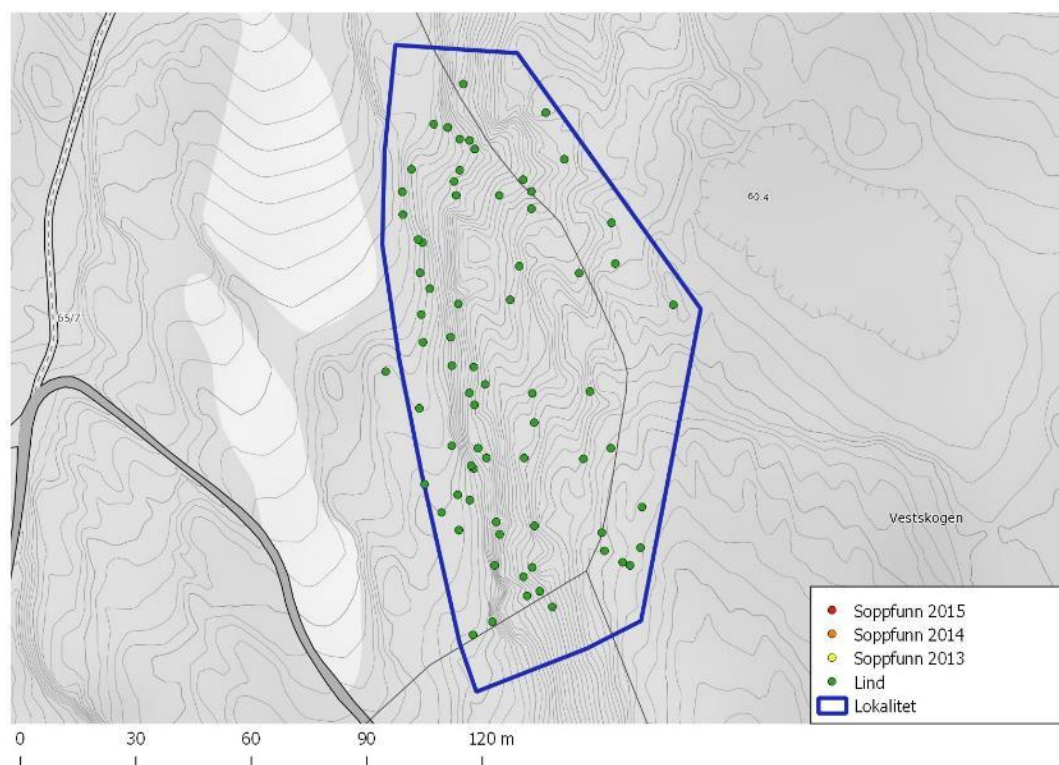 60.4
65/7
Vestskogen
Soppfunn 2015
Soppfunn 2014
Soppfunn 2013
Lind
Lokalitet
0 30 60 90 120 m